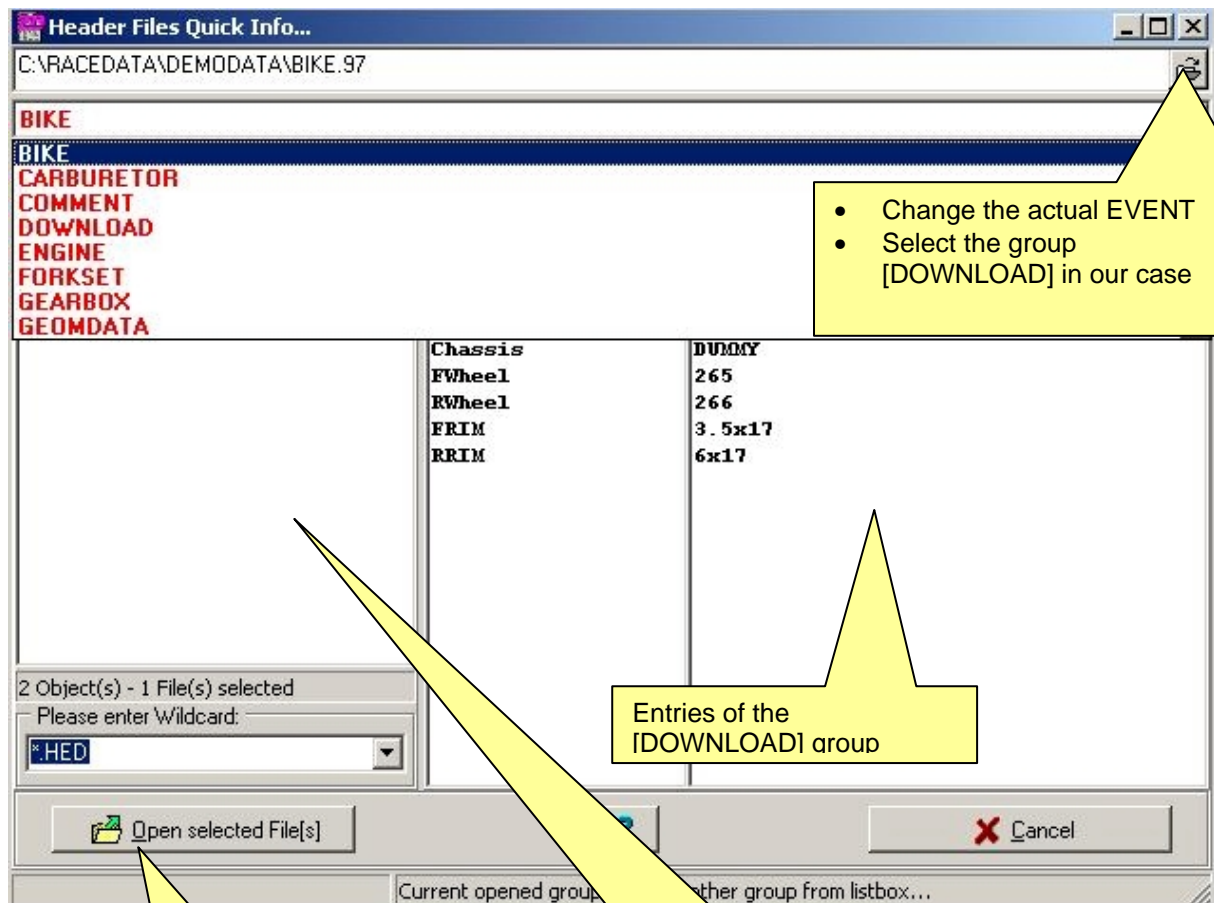 Header Files Quick Info...
C:\RACEDATA\DEMODATA\BIKE.97
BIKE
BIKE
CARBURETOR
COMMENT
DOWNLOAD
ENGINE
FORKSET
GEARBOX
GEOMDATA
• Change the actual EVENT
• Select the group
[DOWNLOAD] in our case
Chassis DUMMY
FWheel 265
RWheel 266
FRIM 3.5x17
RRIM 6x17
2 Object(s) - 1 File(s) selected
Please enter Wildcard:
*.HED
Entries of the
[DOWNLOAD] group
Open selected File[s]
Cancel
Current opened group other group from listbox...